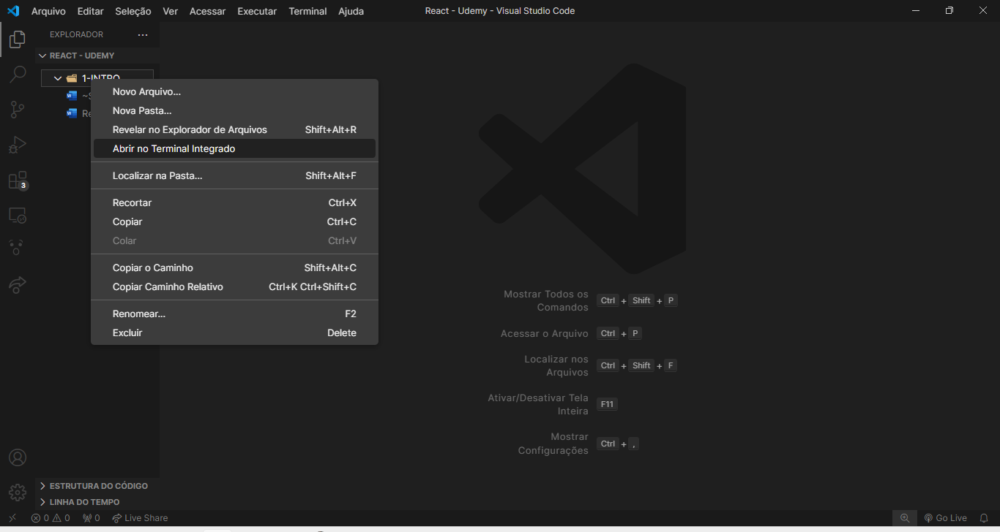 Arquivo Editar Seleção Ver Acessar Executar Terminal Ajuda
React - Udemy - Visual Studio Code
EXPLORADOR
REACT - UDEMY
1-INTRO
Novo Arquivo...
Nova Pasta...
Revelar no Explorador de Arquivos Shift+Alt+R
Abrir no Terminal Integrado
Localizar na Pasta... Shift+Alt+F
Recortar Ctrl+X
Copiar Ctrl+C
Colar Ctrl+V
Copiar o Caminho Shift+Alt+C
Copiar Caminho Relativo Ctrl+K Ctrl+Shift+C
Renomear... F2
Excluir Delete
3
Mostrar Todos os
Comandos Ctrl + Shift + P
Acessar o Arquivo Ctrl + P
Localizar nos
Arquivos Ctrl + Shift + F
Ativar/Desativar Tela
Inteira F11
Mostrar
Configurações Ctrl + ,
ESTRUTURA DO CÓDIGO
LINHA DO TEMPO
0 0 0 Live Share
Go Live